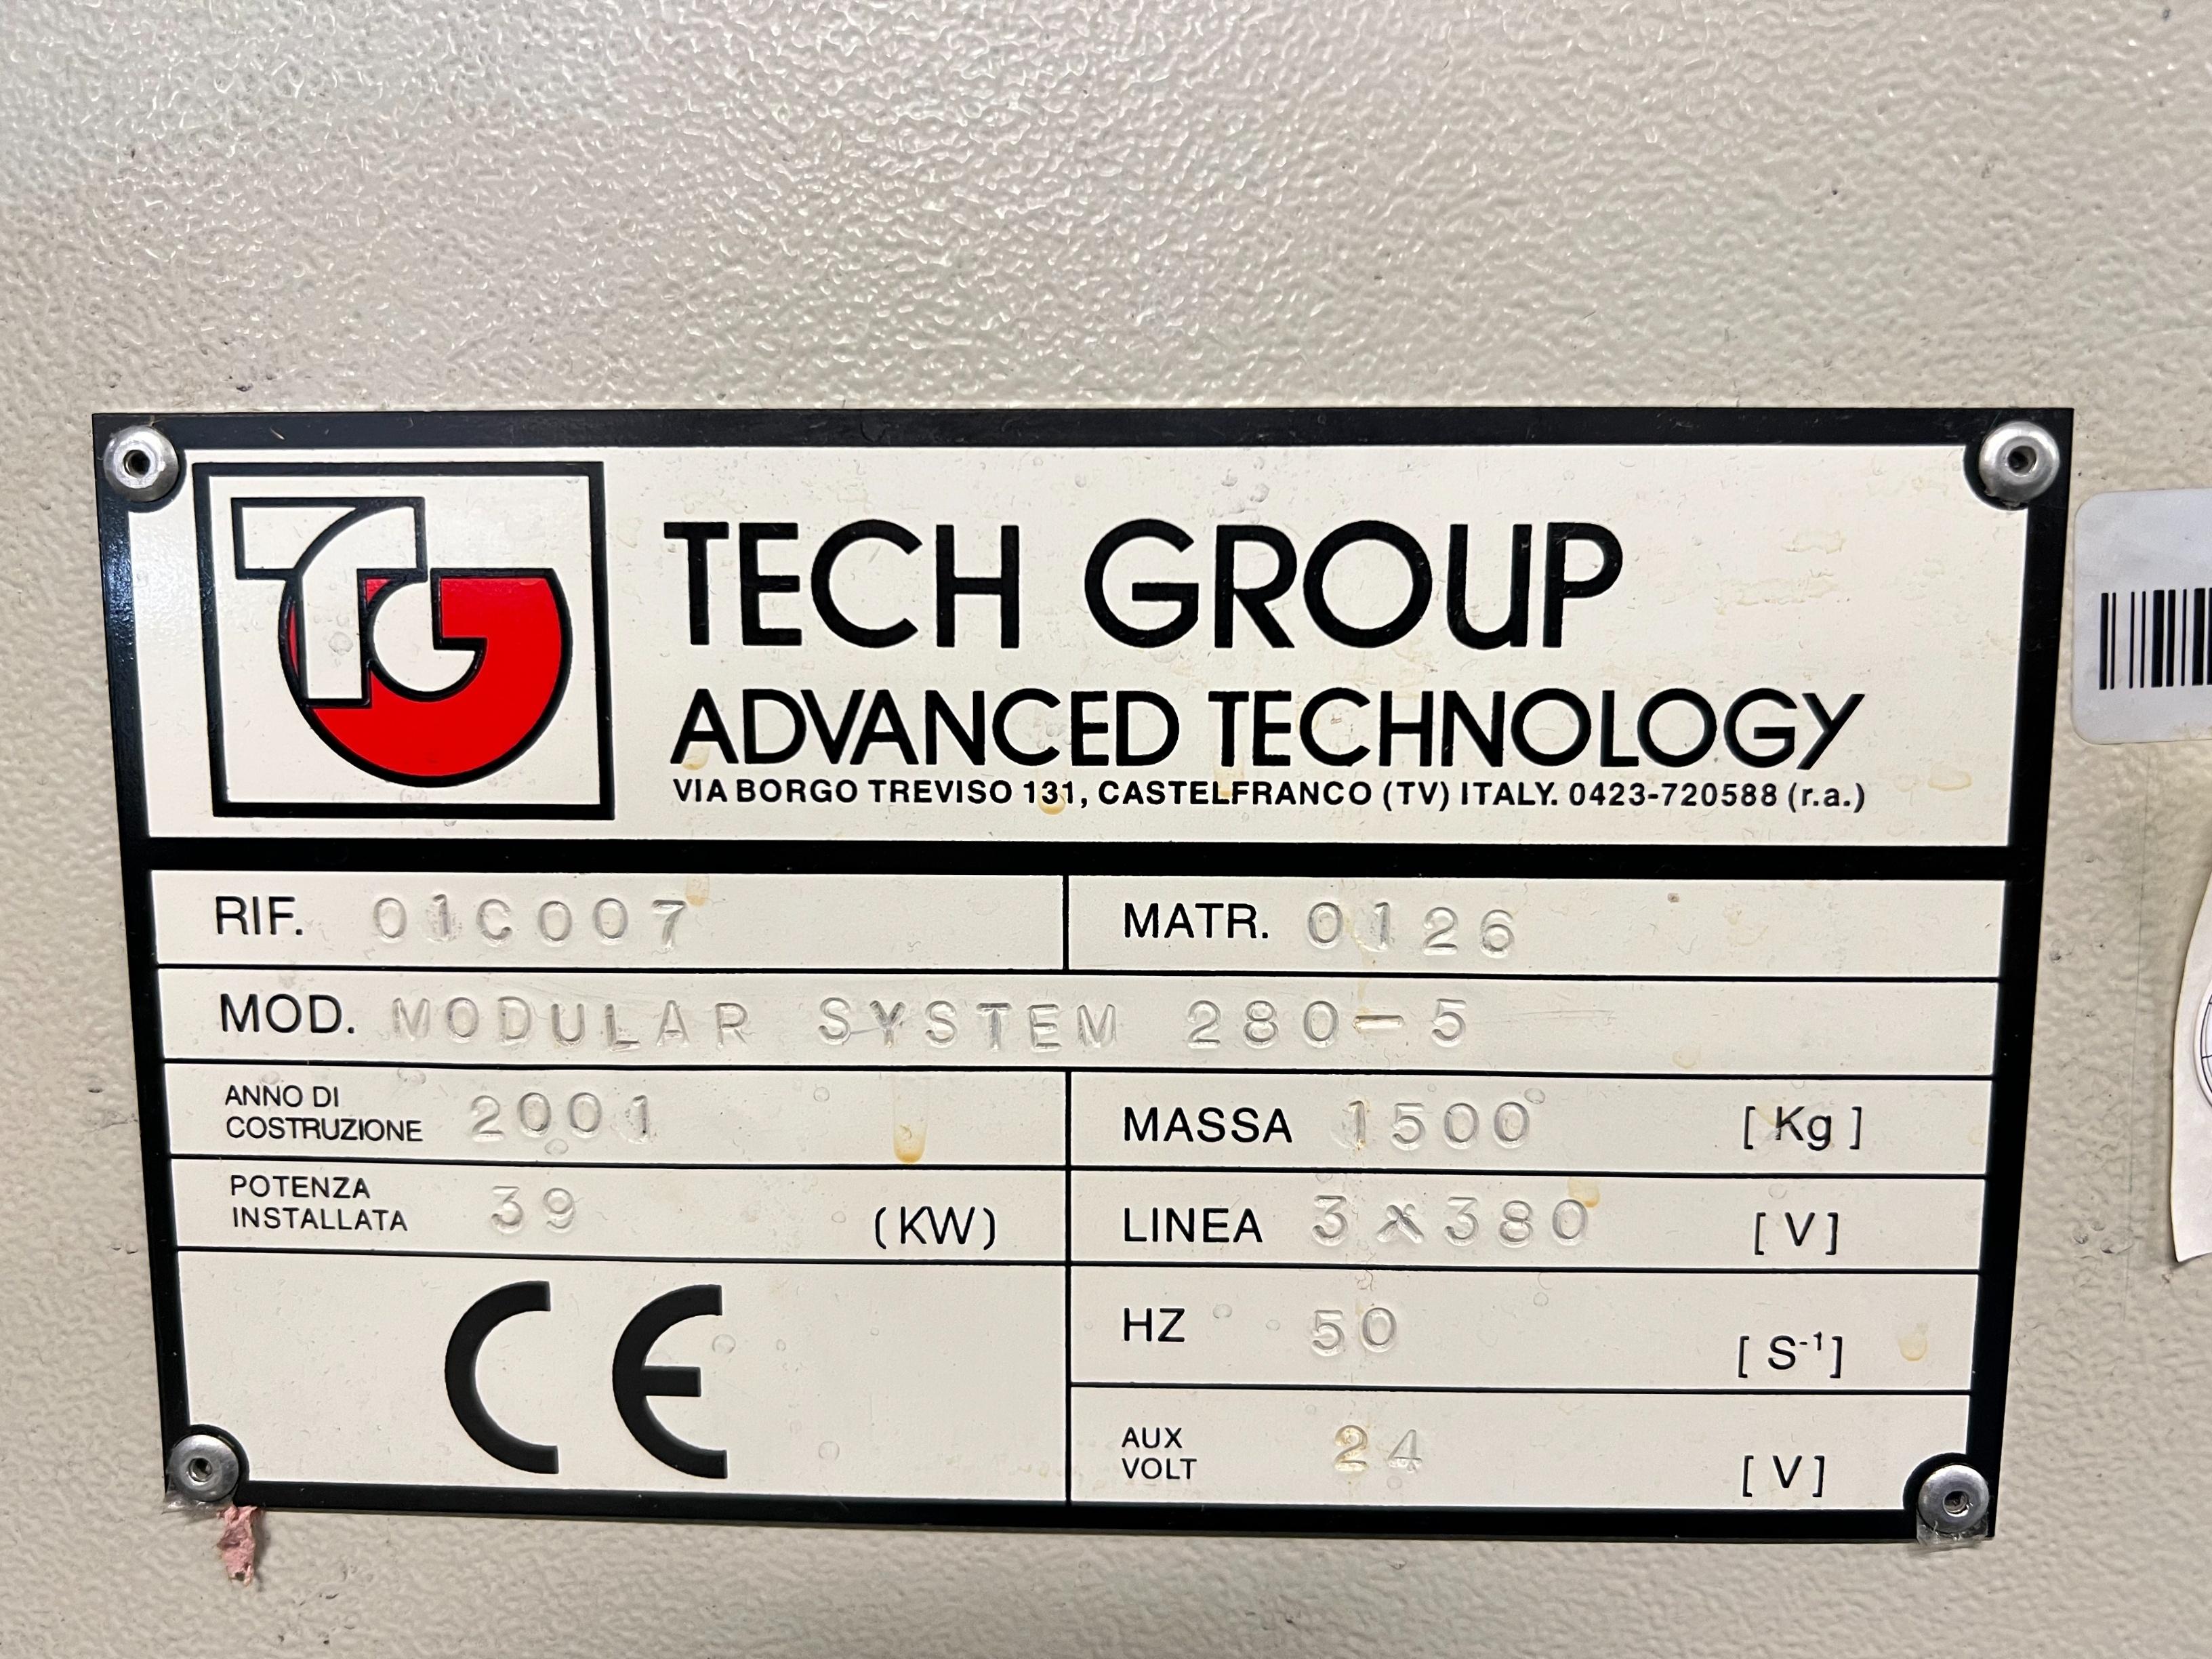 TG
TECH GROUP
ADVANCED TECHNOLOGY
VIA BORGO TREVISO 131, CASTELFRANCO (TV) ITALY. 0423-720588 (r.a.)
RIF. 01C007
MATR. 0126
MOD. MODULAR SYSTEM 280-5
ANNO DI
COSTRUZIONE 2001
MASSA 1500 [Kg]
POTENZA
INSTALLATA 39 (KW)
LINEA 3x380 [V]
CE
HZ 50 [S-1]
AUX
VOLT 24 [V]